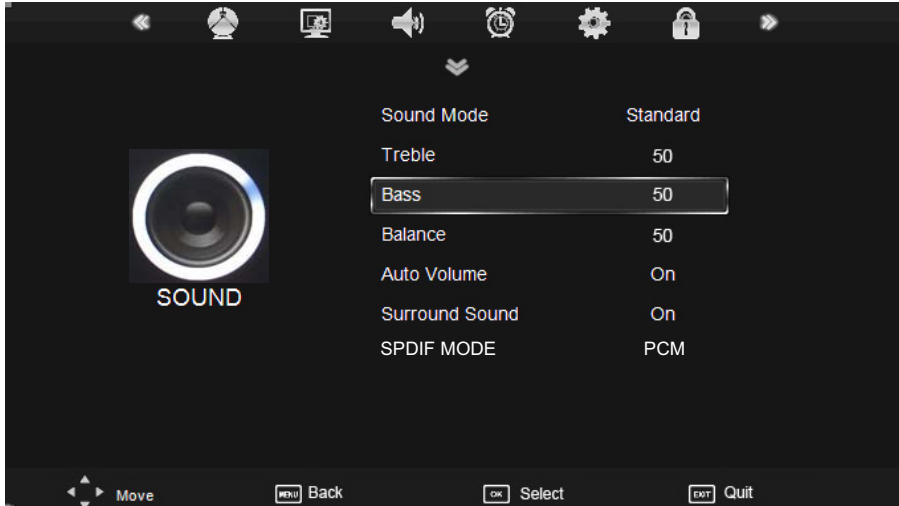 Sound Mode Standard
Treble 50
Bass 50
Balance 50
Auto Volume On
SOUND
Surround Sound On
SPDIF MODE PCM
Move MENU Back OK Select EXIT Quit